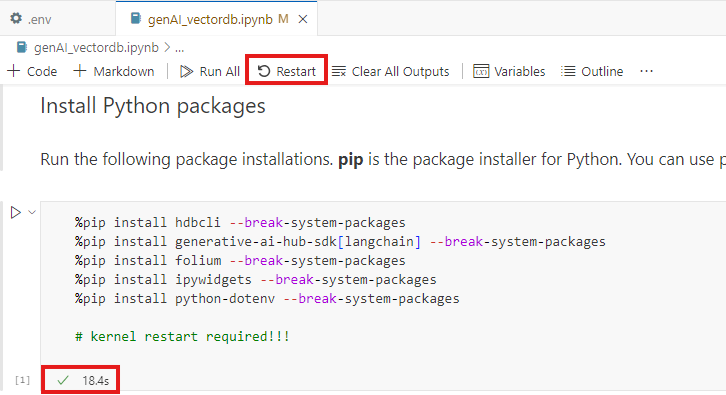 .env
genAI_vectordb.ipynb M
genAI_vectordb.ipynb > ...
+ Code + Markdown Run All Restart Clear All Outputs Variables Outline ...
Install Python packages
Run the following package installations. pip is the package installer for Python. You can use p
%pip install hdbcli --break-system-packages
%pip install generative-ai-hub-sdk[langchain] --break-system-packages
%pip install folium --break-system-packages
%pip install ipywidgets --break-system-packages
%pip install python-dotenv --break-system-packages
# kernel restart required!!!
[1] 18.4s